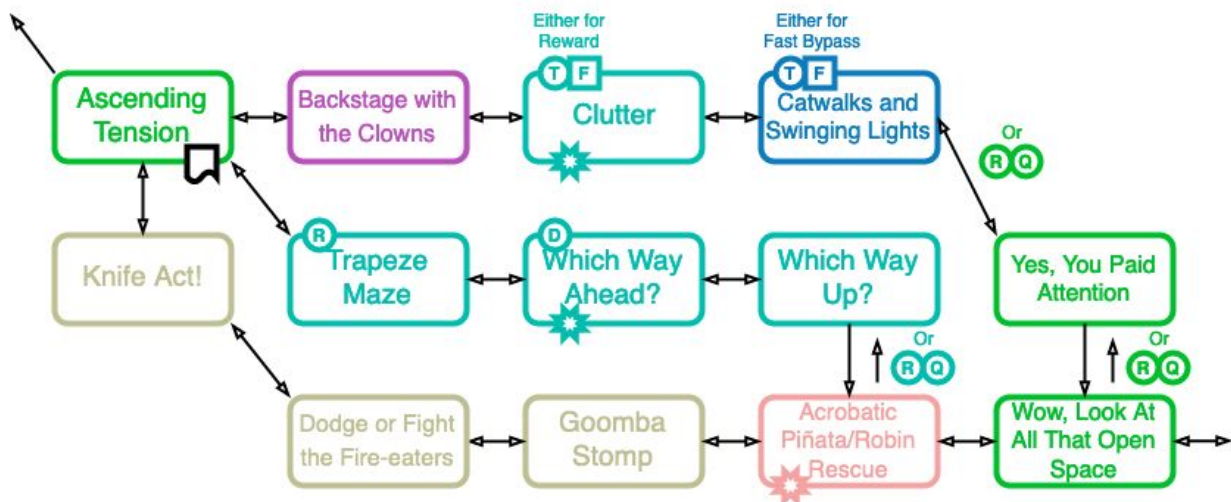 Either for
Reward
Either for
Fast Bypass
T F
T F
Ascending
Tension
Backstage with
the Clowns
Clutter
Catwalks and
Swinging Lights
Or
R Q
Knife Act!
R
Trapeze
Maze
D
Which Way
Ahead?
Which Way
Up?
Yes, You Paid
Attention
Or
R Q
Or
R Q
Dodge or Fight
the Fire-eaters
Goomba
Stomp
Acrobatic
Piñata/Robin
Rescue
Wow, Look At
All That Open
Space